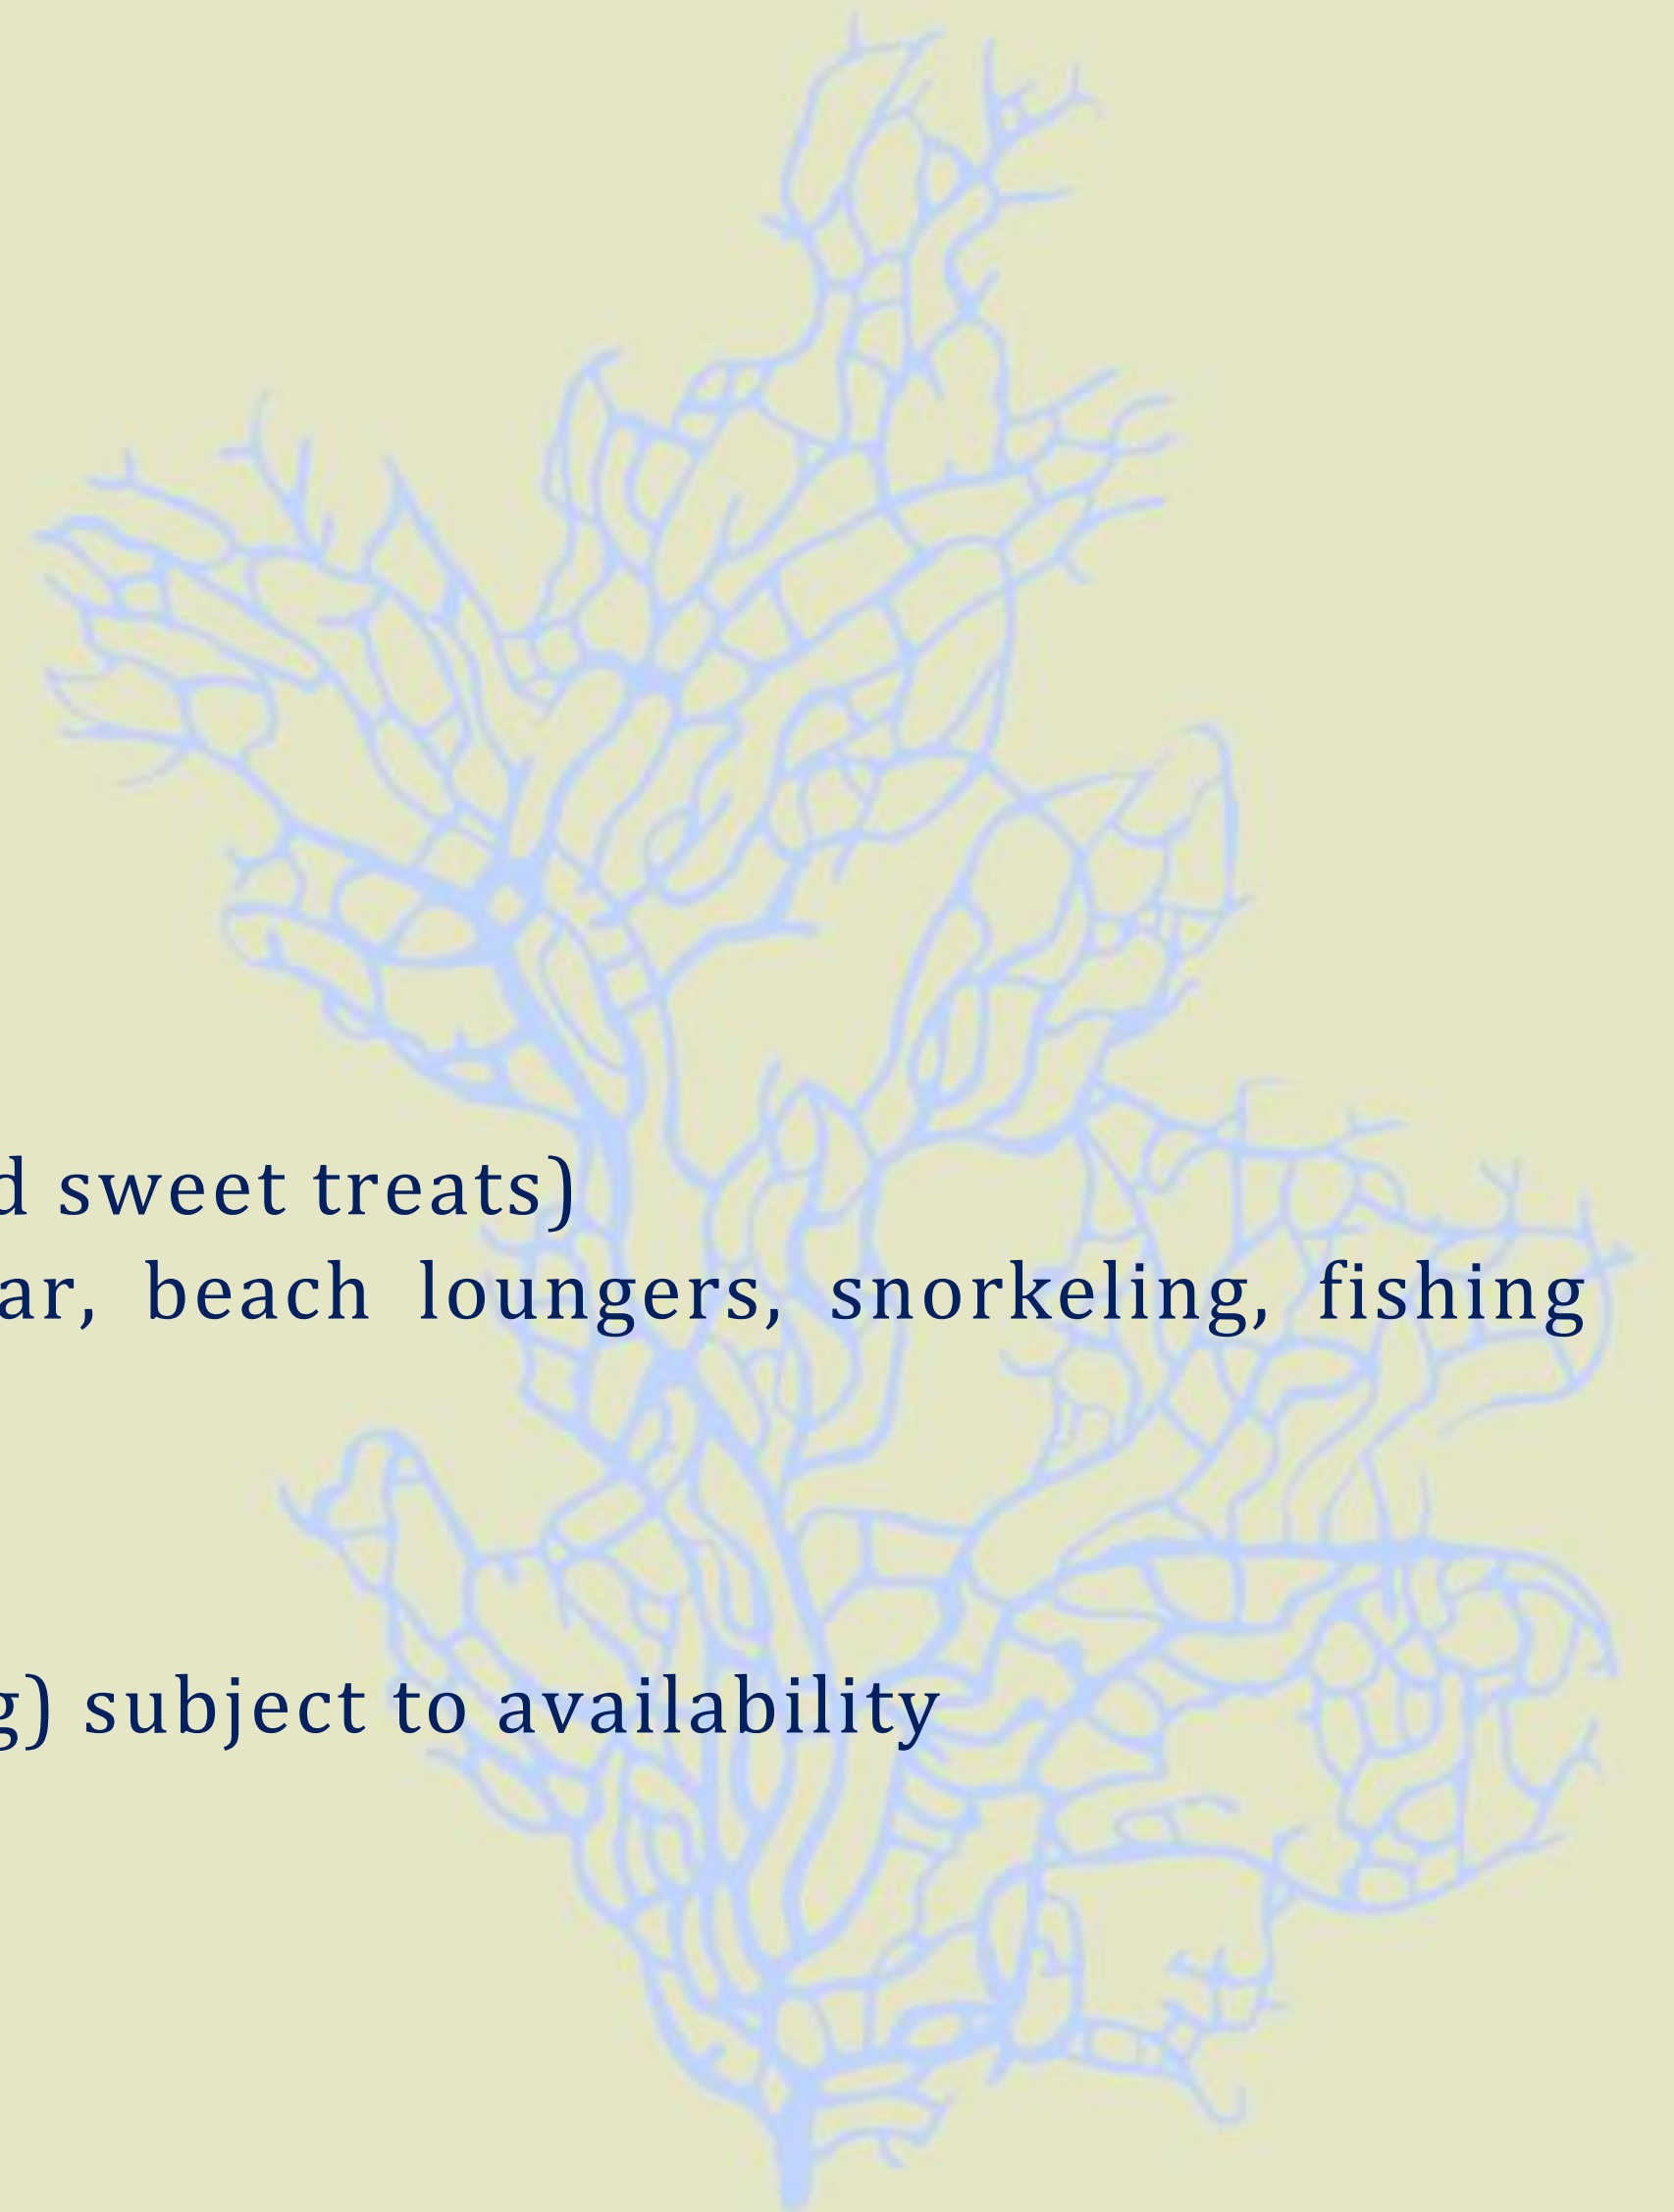 d sweet treats)
ar, beach loungers, snorkeling, fishing
g) subject to availability